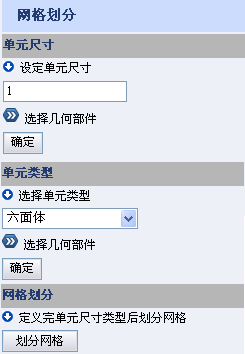 网格划分
单元尺寸
设定单元尺寸
1
选择几何部件
确定
单元类型
选择单元类型
六面体
选择几何部件
确定
网格划分
定义完单元尺寸类型后划分网格
划分网格